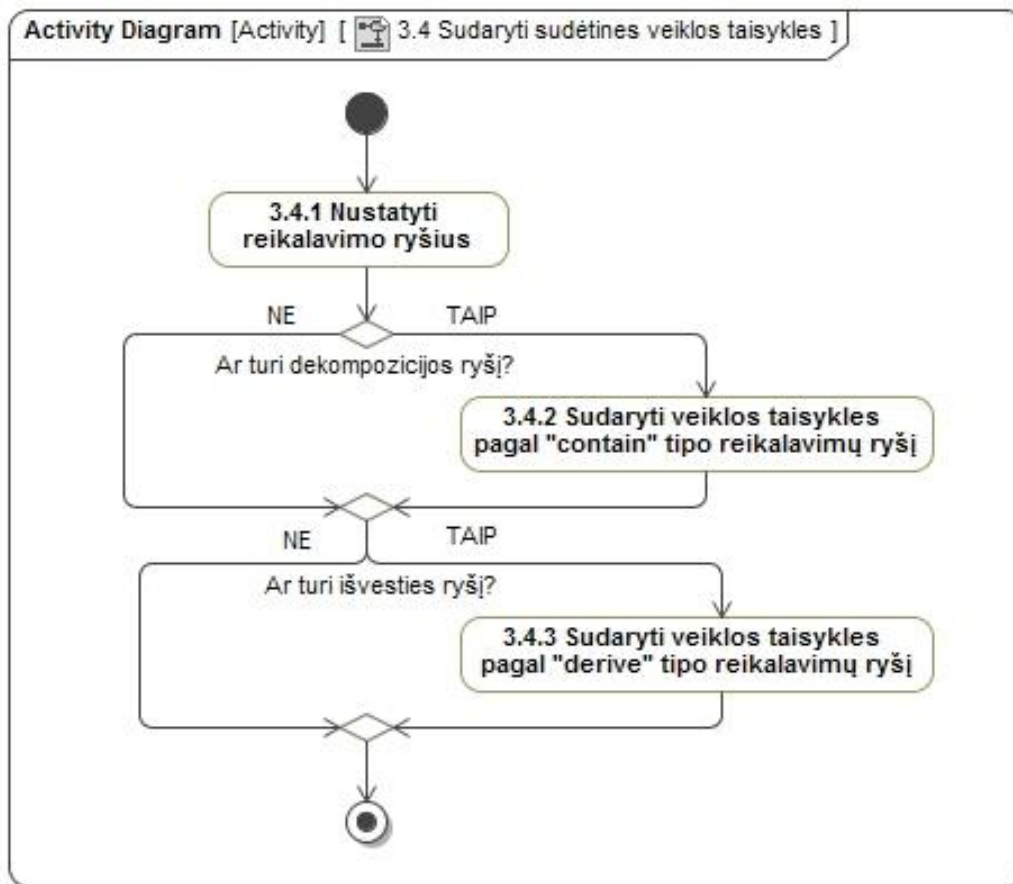 Activity Diagram [Activity] [ 3.4 Sudaryti sudėtines veiklos taisykles ]
3.4.1 Nustatyti
reikalavimo ryšius
NE
TAIP
Ar turi dekompozicijos ryšį?
3.4.2 Sudaryti veiklos taisykles
pagal "contain" tipo reikalavimų ryšį
NE
TAIP
Ar turi išvesties ryšį?
3.4.3 Sudaryti veiklos taisykles
pagal "derive" tipo reikalavimų ryšį